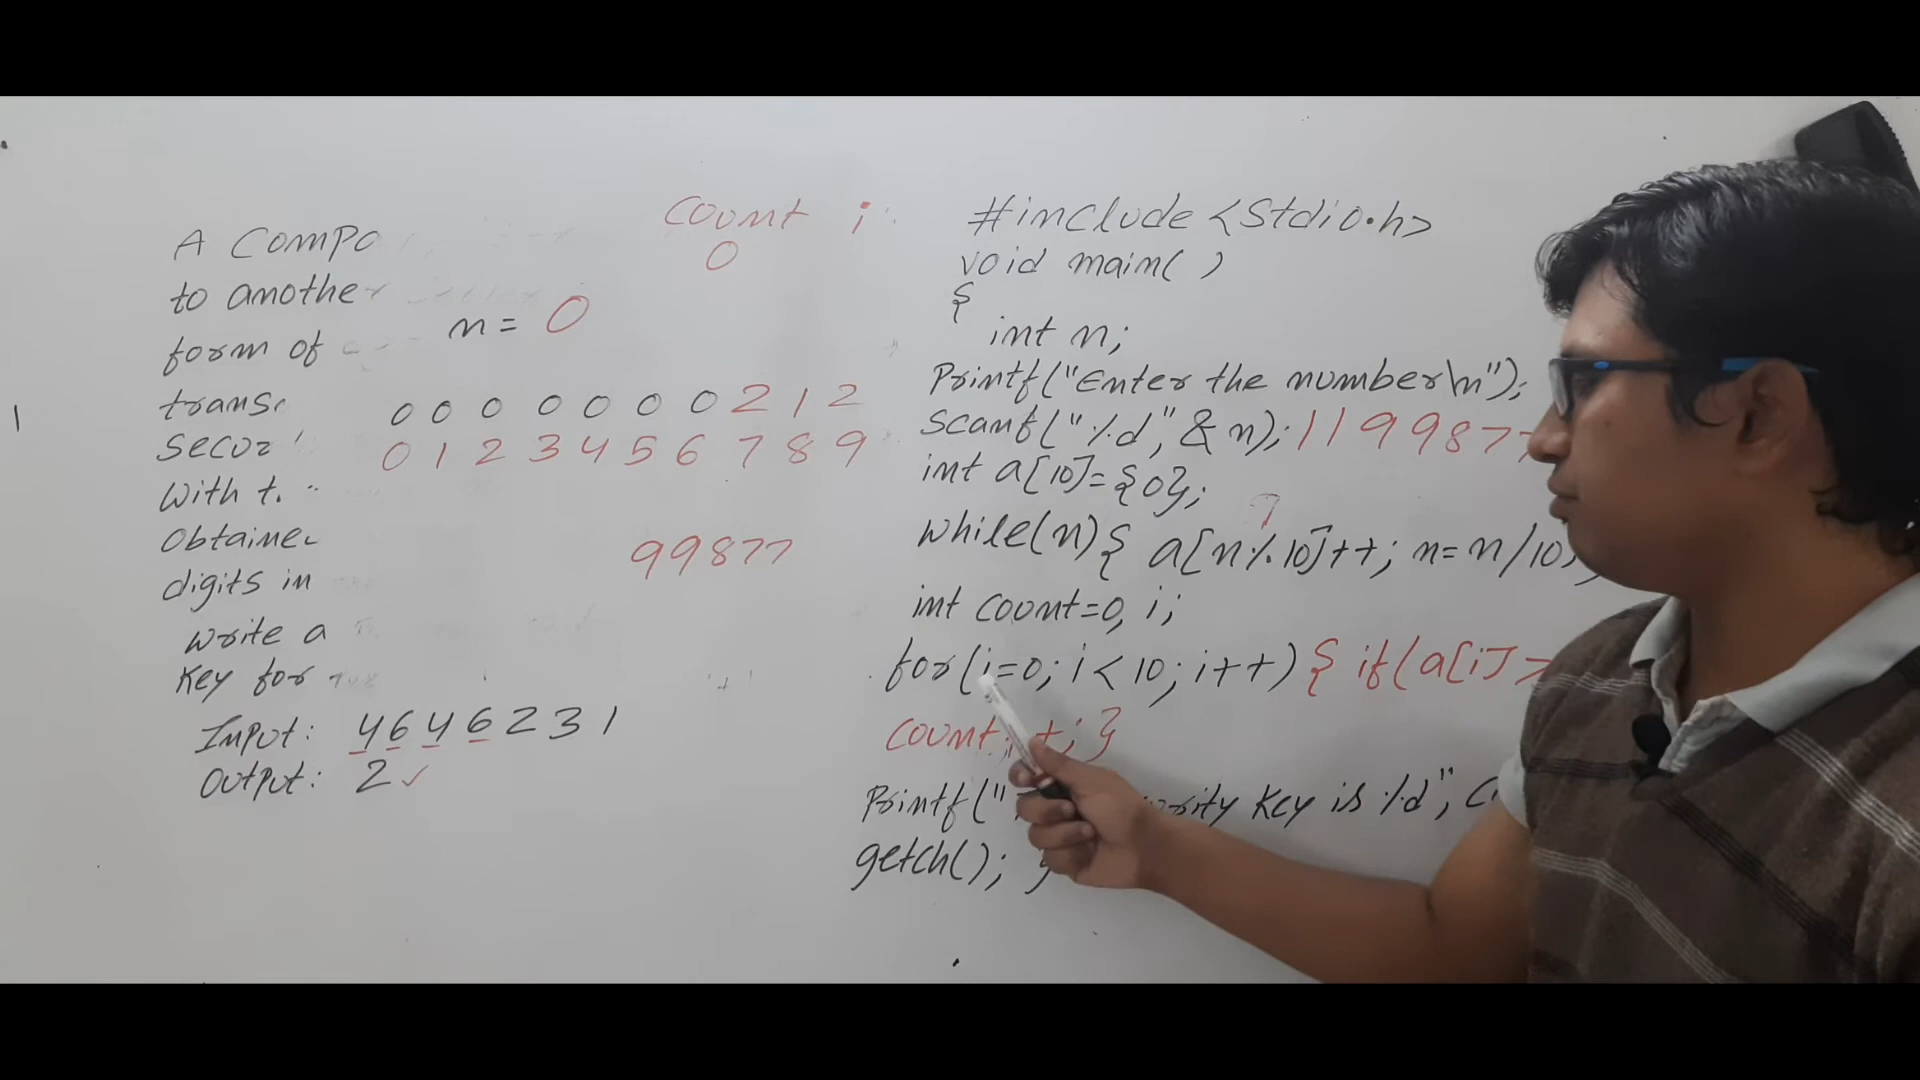 A Compa
to another
form of
transc
Secur
With t.
Obtained
digits in
Write a
Key for
Input: 4646231
Output: 2 ✓
Count i
0
n = 0
0 0 0 0 0 0 0 2 1 2
0 1 2 3 4 5 6 7 8 9
99877
#include <Stdio.h>
void main( )
{
int n;
Printf("Enter the number\n");
Scanf("%d", & n); 1199877
int a[10]={0};
7
while(n){ a[n%10]++; n=n/10;
int count=0, i;
for(i=0; i<10; i++) { if(a[i]>
count +; }
Printf(" Key is %d",
getch(); }